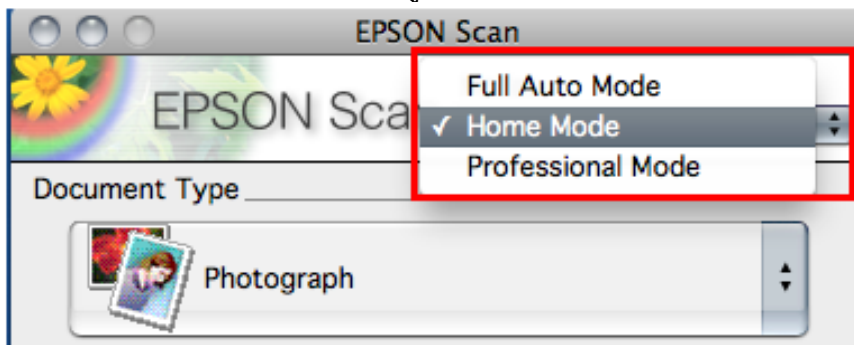 EPSON Scan
EPSON Sca
Full Auto Mode
✓ Home Mode
Professional Mode
Document Type
Photograph